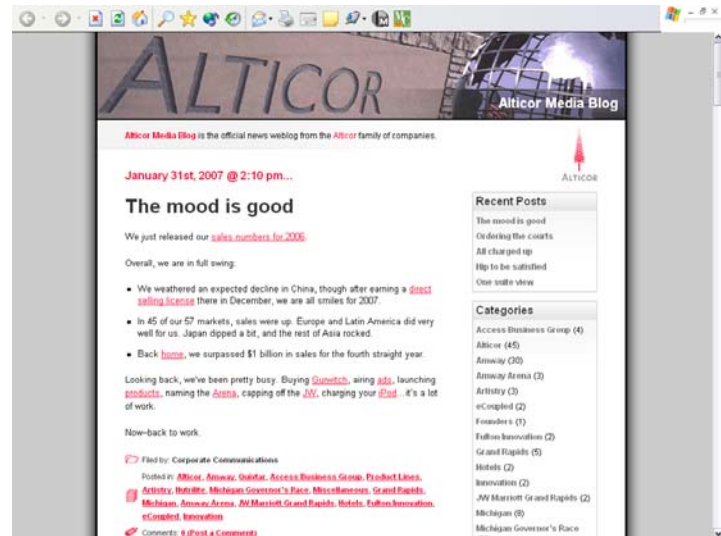 ALTICOR
Alticor Media Blog
Alticor Media Blog is the official news weblog from the Alticor family of companies.
ALTICOR
January 31st, 2007 @ 2:10 pm...
The mood is good
We just released our sales numbers for 2006.
Overall, we are in full swing:
• We weathered an expected decline in China, though after earning a direct
selling license there in December, we are all smiles for 2007.
• In 45 of our 57 markets, sales were up. Europe and Latin America did very
well for us. Japan dipped a bit, and the rest of Asia rocked.
• Back home, we surpassed $1 billion in sales for the fourth straight year.
Looking back, we've been pretty busy. Buying Gurwitch, airing ads, launching
products, naming the Arena, capping off the JW, charging your iPod...it's a lot
of work.
Now–back to work.
Filed by: Corporate Communications
Posted in: Alticor, Amway, Quixtar, Access Business Group, Product Lines,
Artistry, Nutrilite, Michigan Governor's Race, Miscellaneous, Grand Rapids,
Michigan, Amway Arena, JW Marriott Grand Rapids, Hotels, Fulton Innovation,
eCoupled, Innovation
Comments: 0 (Post a Comment)
Recent Posts
The mood is good
Ordering the courts
All charged up
Hip to be satisfied
One suite view
Categories
Access Business Group (4)
Alticor (45)
Amway (30)
Amway Arena (3)
Artistry (3)
eCoupled (2)
Founders (1)
Fulton Innovation (2)
Grand Rapids (5)
Hotels (2)
Innovation (2)
JW Marriott Grand Rapids (2)
Michigan (8)
Michigan Governor's Race